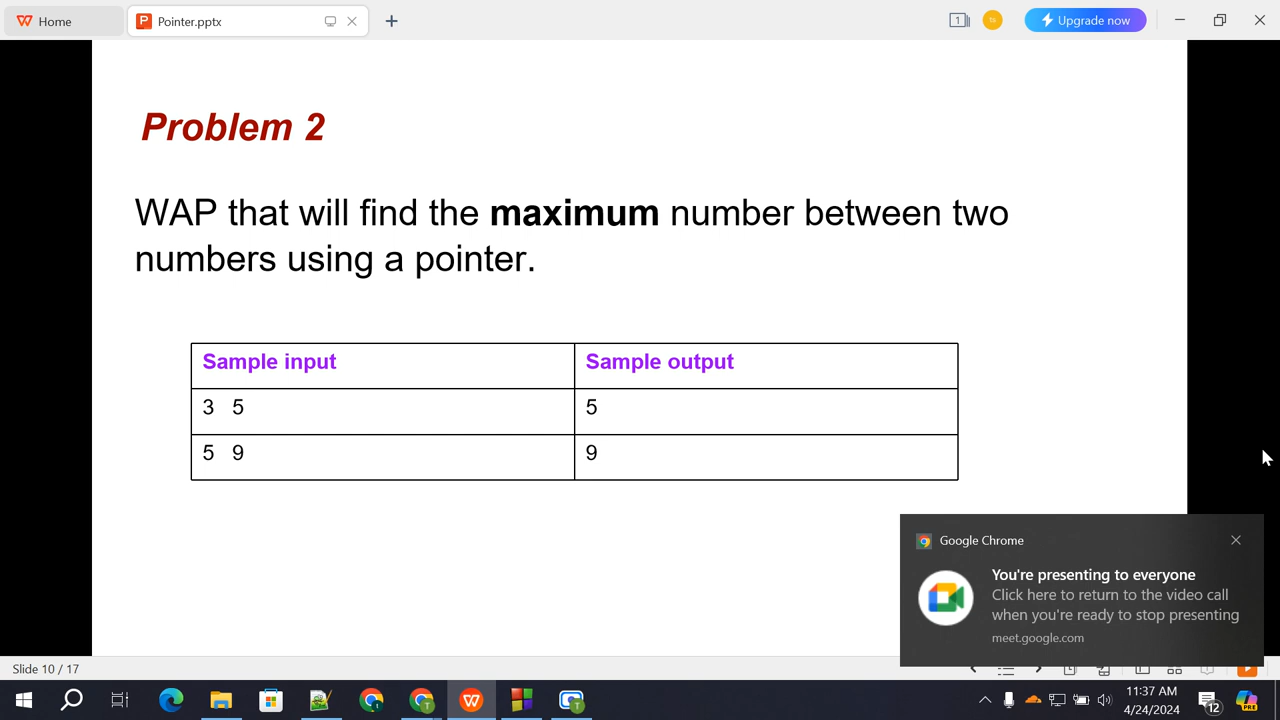 Home
Pointer.pptx
1
Upgrade now
Problem 2
WAP that will find the maximum number between two
numbers using a pointer.
Sample input Sample output
3 5 5
5 9 9
Google Chrome
You're presenting to everyone
Click here to return to the video call
when you're ready to stop presenting
meet.google.com
Slide 10 / 17
11:37 AM
4/24/2024
12
PRE